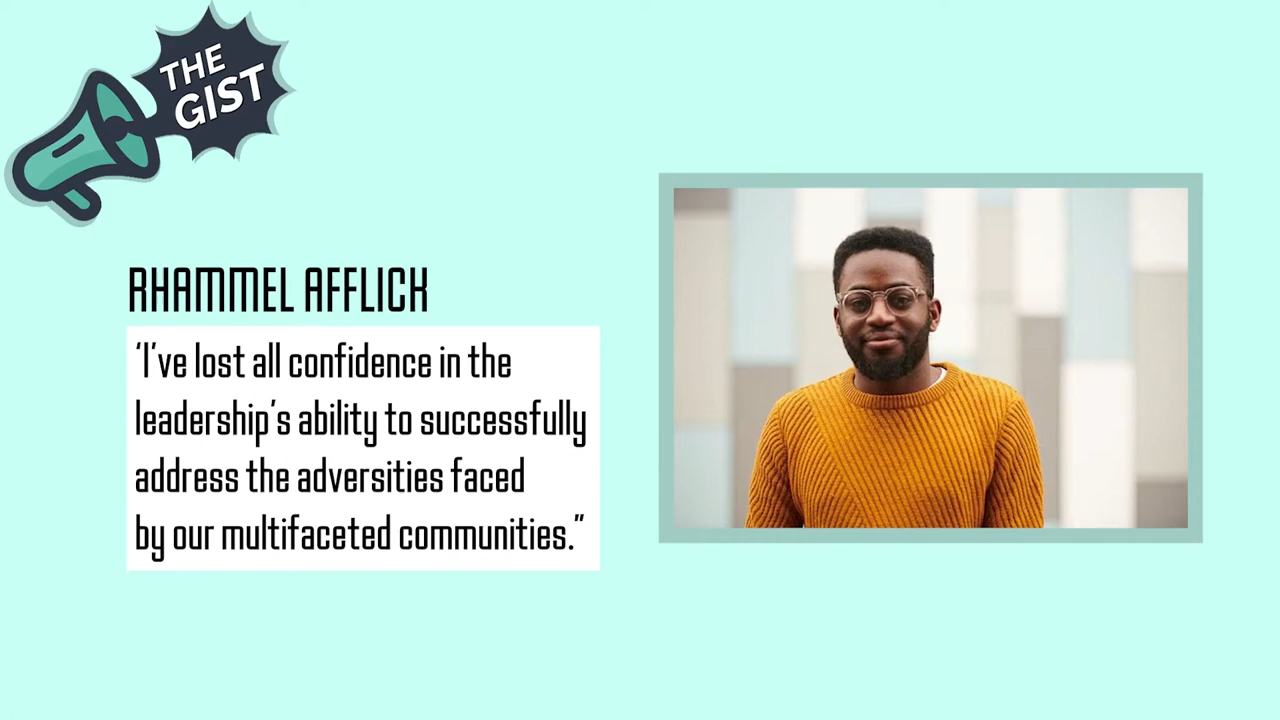 THE
GIST
RHAMMEL AFFLICK
'I've lost all confidence in the
leadership's ability to successfully
address the adversities faced
by our multifaceted communities."